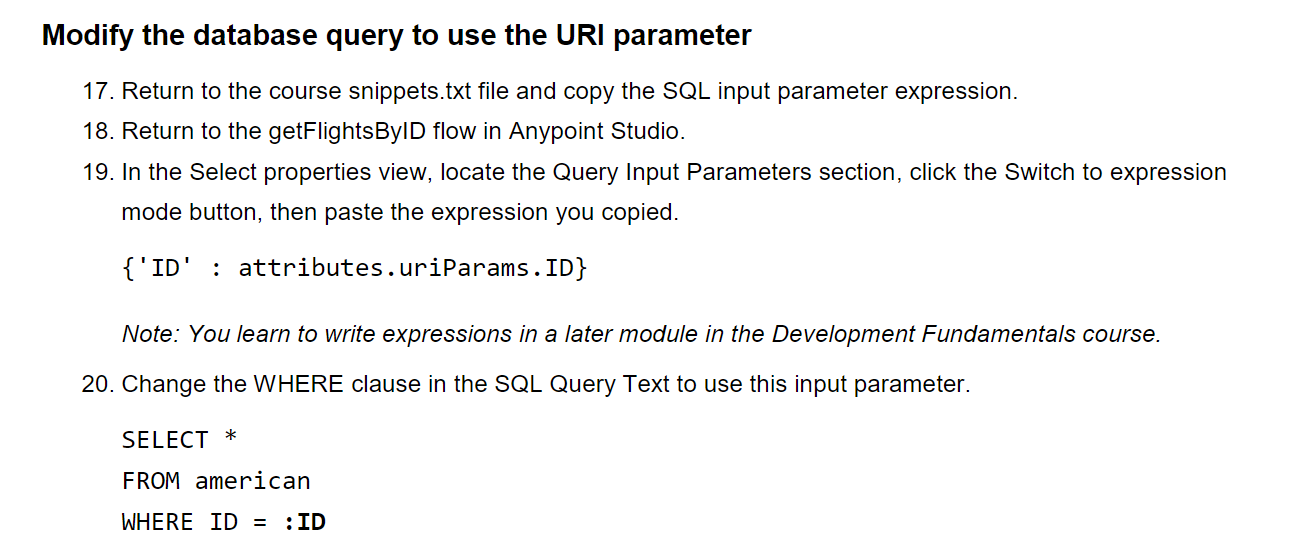 Modify the database query to use the URI parameter
17. Return to the course snippets.txt file and copy the SQL input parameter expression.
18. Return to the getFlightsByID flow in Anypoint Studio.
19. In the Select properties view, locate the Query Input Parameters section, click the Switch to expression
mode button, then paste the expression you copied.
{'ID' : attributes.uriParams.ID}
Note: You learn to write expressions in a later module in the Development Fundamentals course.
20. Change the WHERE clause in the SQL Query Text to use this input parameter.
SELECT *
FROM american
WHERE ID = :ID